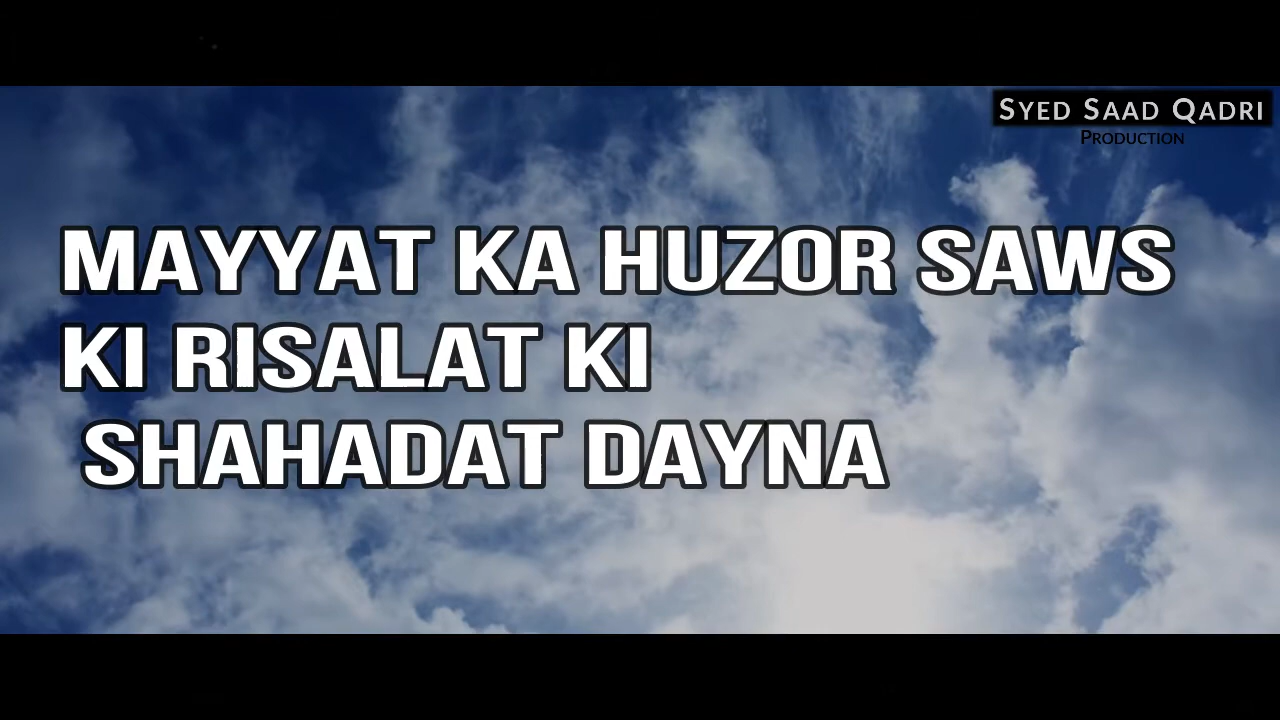 SYED SAAD QADRI
PRODUCTION
MAYYAT KA HUZOR SAWS
KI RISALAT KI
SHAHADAT DAYNA